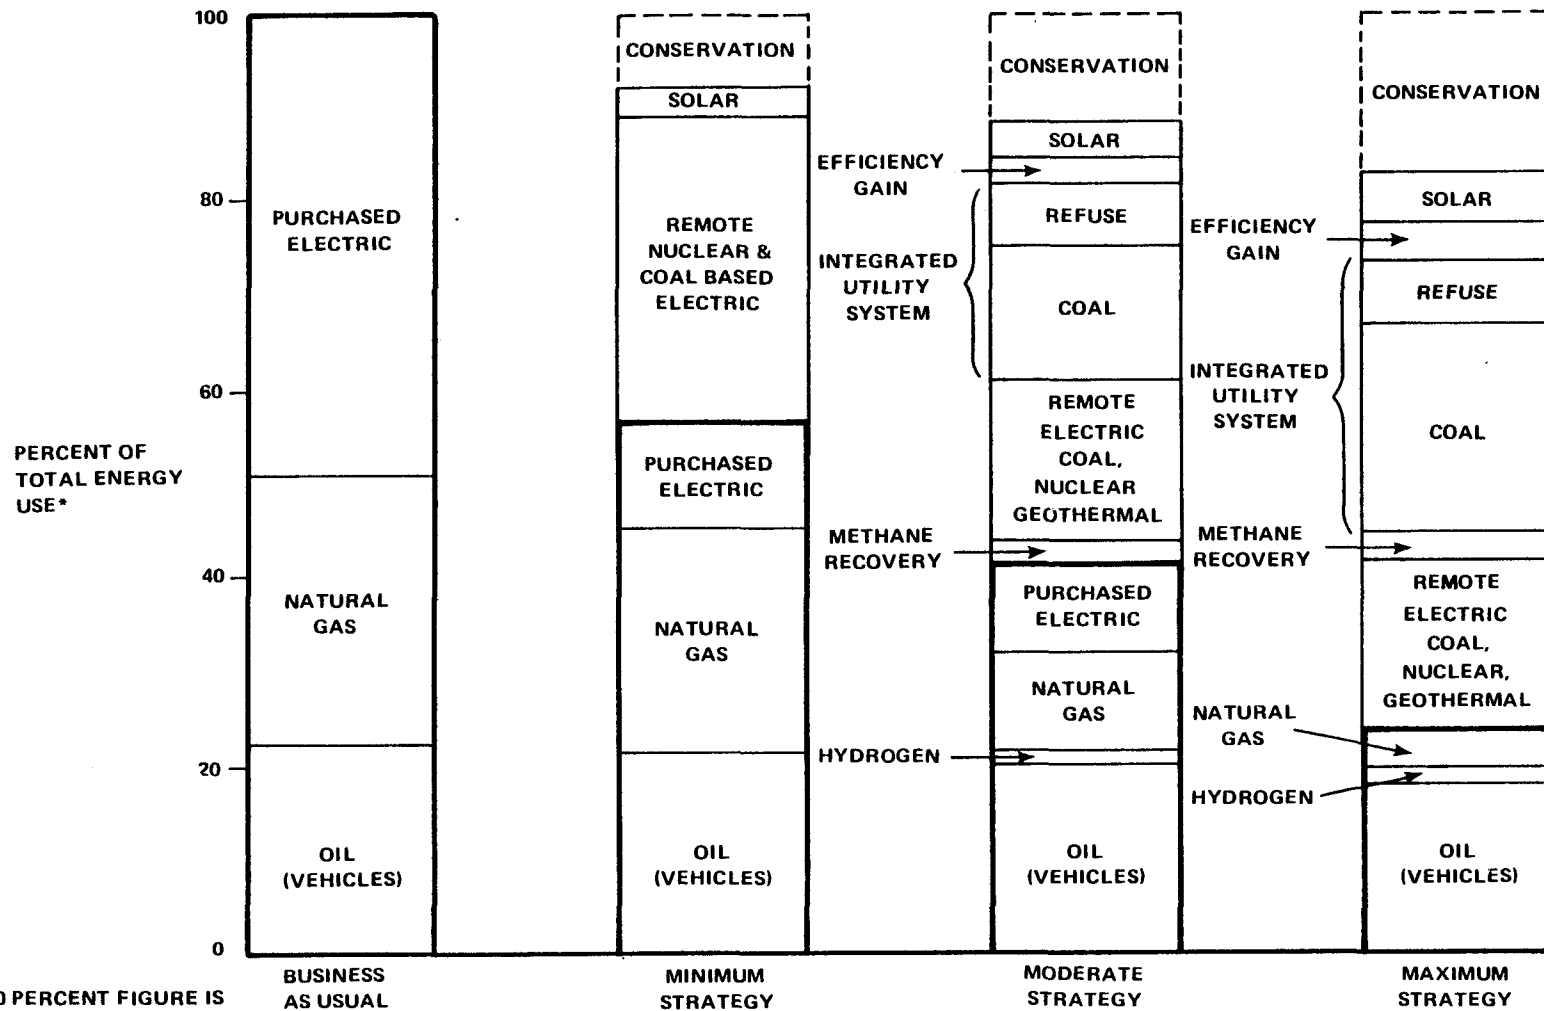 PERCENT OF
TOTAL ENERGY
USE*
100
80
60
40
20
0
PURCHASED
ELECTRIC
NATURAL
GAS
OIL
(VEHICLES)
BUSINESS
AS USUAL
CONSERVATION
SOLAR
REMOTE
NUCLEAR &
COAL BASED
ELECTRIC
PURCHASED
ELECTRIC
NATURAL
GAS
OIL
(VEHICLES)
MINIMUM
STRATEGY
EFFICIENCY
GAIN
INTEGRATED
UTILITY
SYSTEM
METHANE
RECOVERY
HYDROGEN
CONSERVATION
SOLAR
REFUSE
COAL
REMOTE
ELECTRIC
COAL,
NUCLEAR
GEOTHERMAL
PURCHASED
ELECTRIC
NATURAL
GAS
OIL
(VEHICLES)
MODERATE
STRATEGY
EFFICIENCY
GAIN
INTEGRATED
UTILITY
SYSTEM
METHANE
RECOVERY
NATURAL
GAS
HYDROGEN
CONSERVATION
SOLAR
REFUSE
COAL
REMOTE
ELECTRIC
COAL,
NUCLEAR,
GEOTHERMAL
OIL
(VEHICLES)
MAXIMUM
STRATEGY
0 PERCENT FIGURE IS